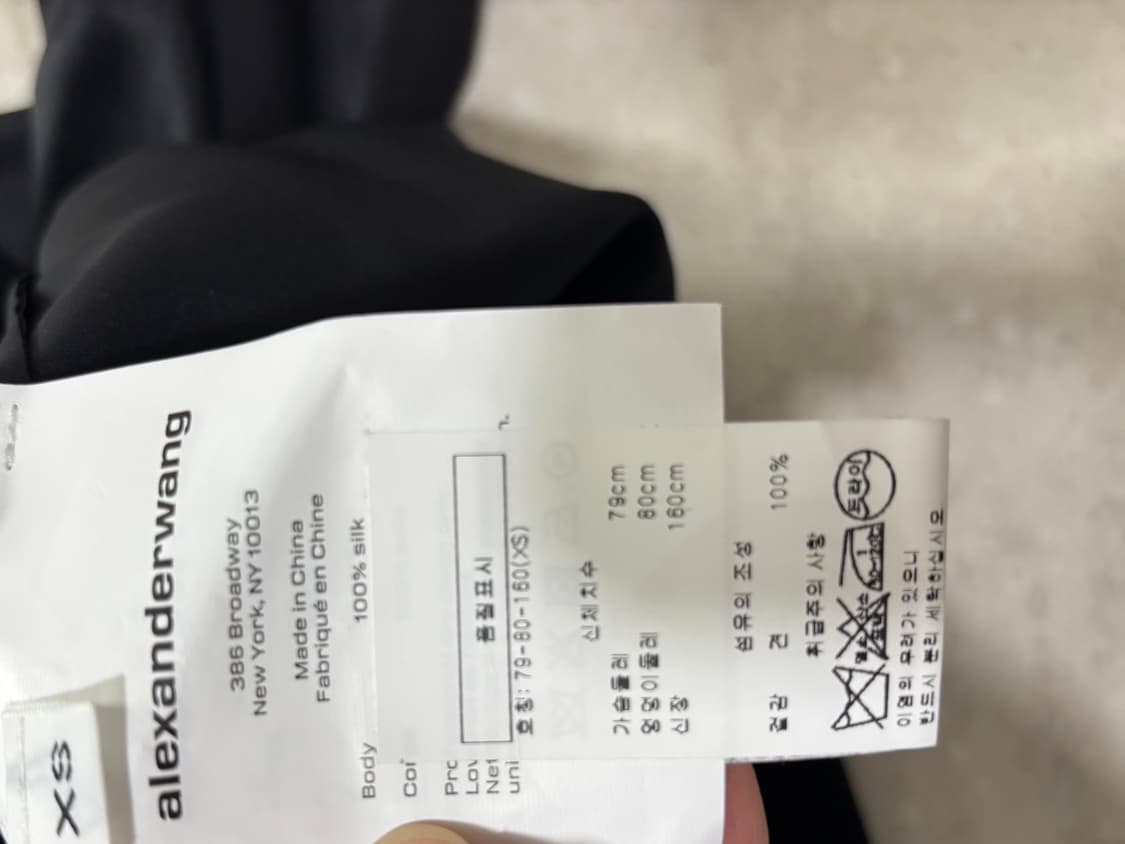 XS
alexanderwang
386 Broadway
New York, NY 10013
Made in China
Fabriqué en Chine
Body 100% silk
품질표시
호칭: 79-80-160(XS)
신체치수
가슴둘레 79cm
엉덩이둘레 80cm
신장 160cm
섬유의 조성
겉감 견 100%
취급주의 사항
드라이
이염의 우려가 있으니
반드시 분리 세탁하십시오